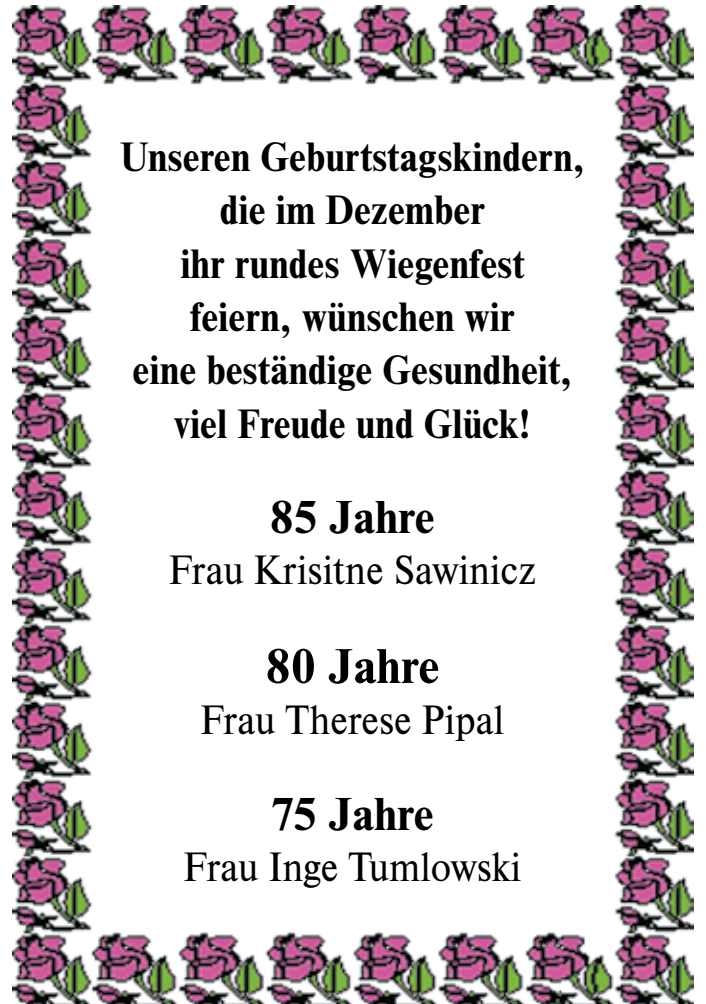 Unseren Geburtstagskindern,
die im Dezember
ihr rundes Wiegenfest
feiern, wünschen wir
eine beständige Gesundheit,
viel Freude und Glück!
85 Jahre
Frau Krisitne Sawinicz
80 Jahre
Frau Therese Pipal
75 Jahre
Frau Inge Tumlowski